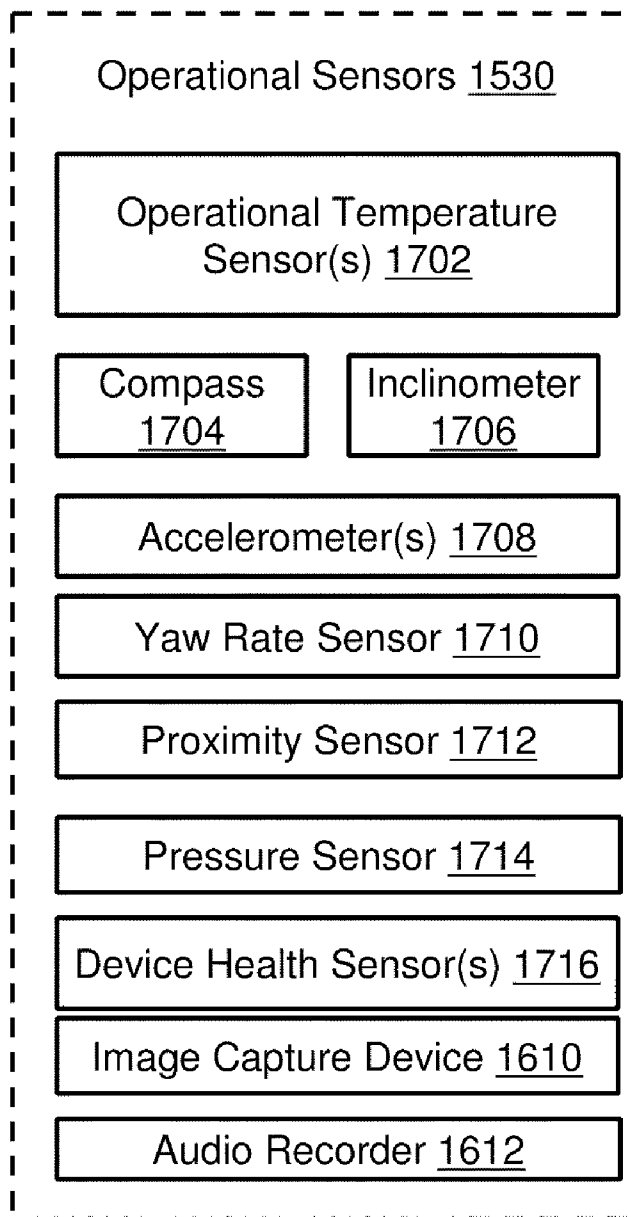 Operational Sensors 1530
Operational Temperature
Sensor(s) 1702
Compass
1704
Inclinometer
1706
Accelerometer(s) 1708
Yaw Rate Sensor 1710
Proximity Sensor 1712
Pressure Sensor 1714
Device Health Sensor(s) 1716
Image Capture Device 1610
Audio Recorder 1612